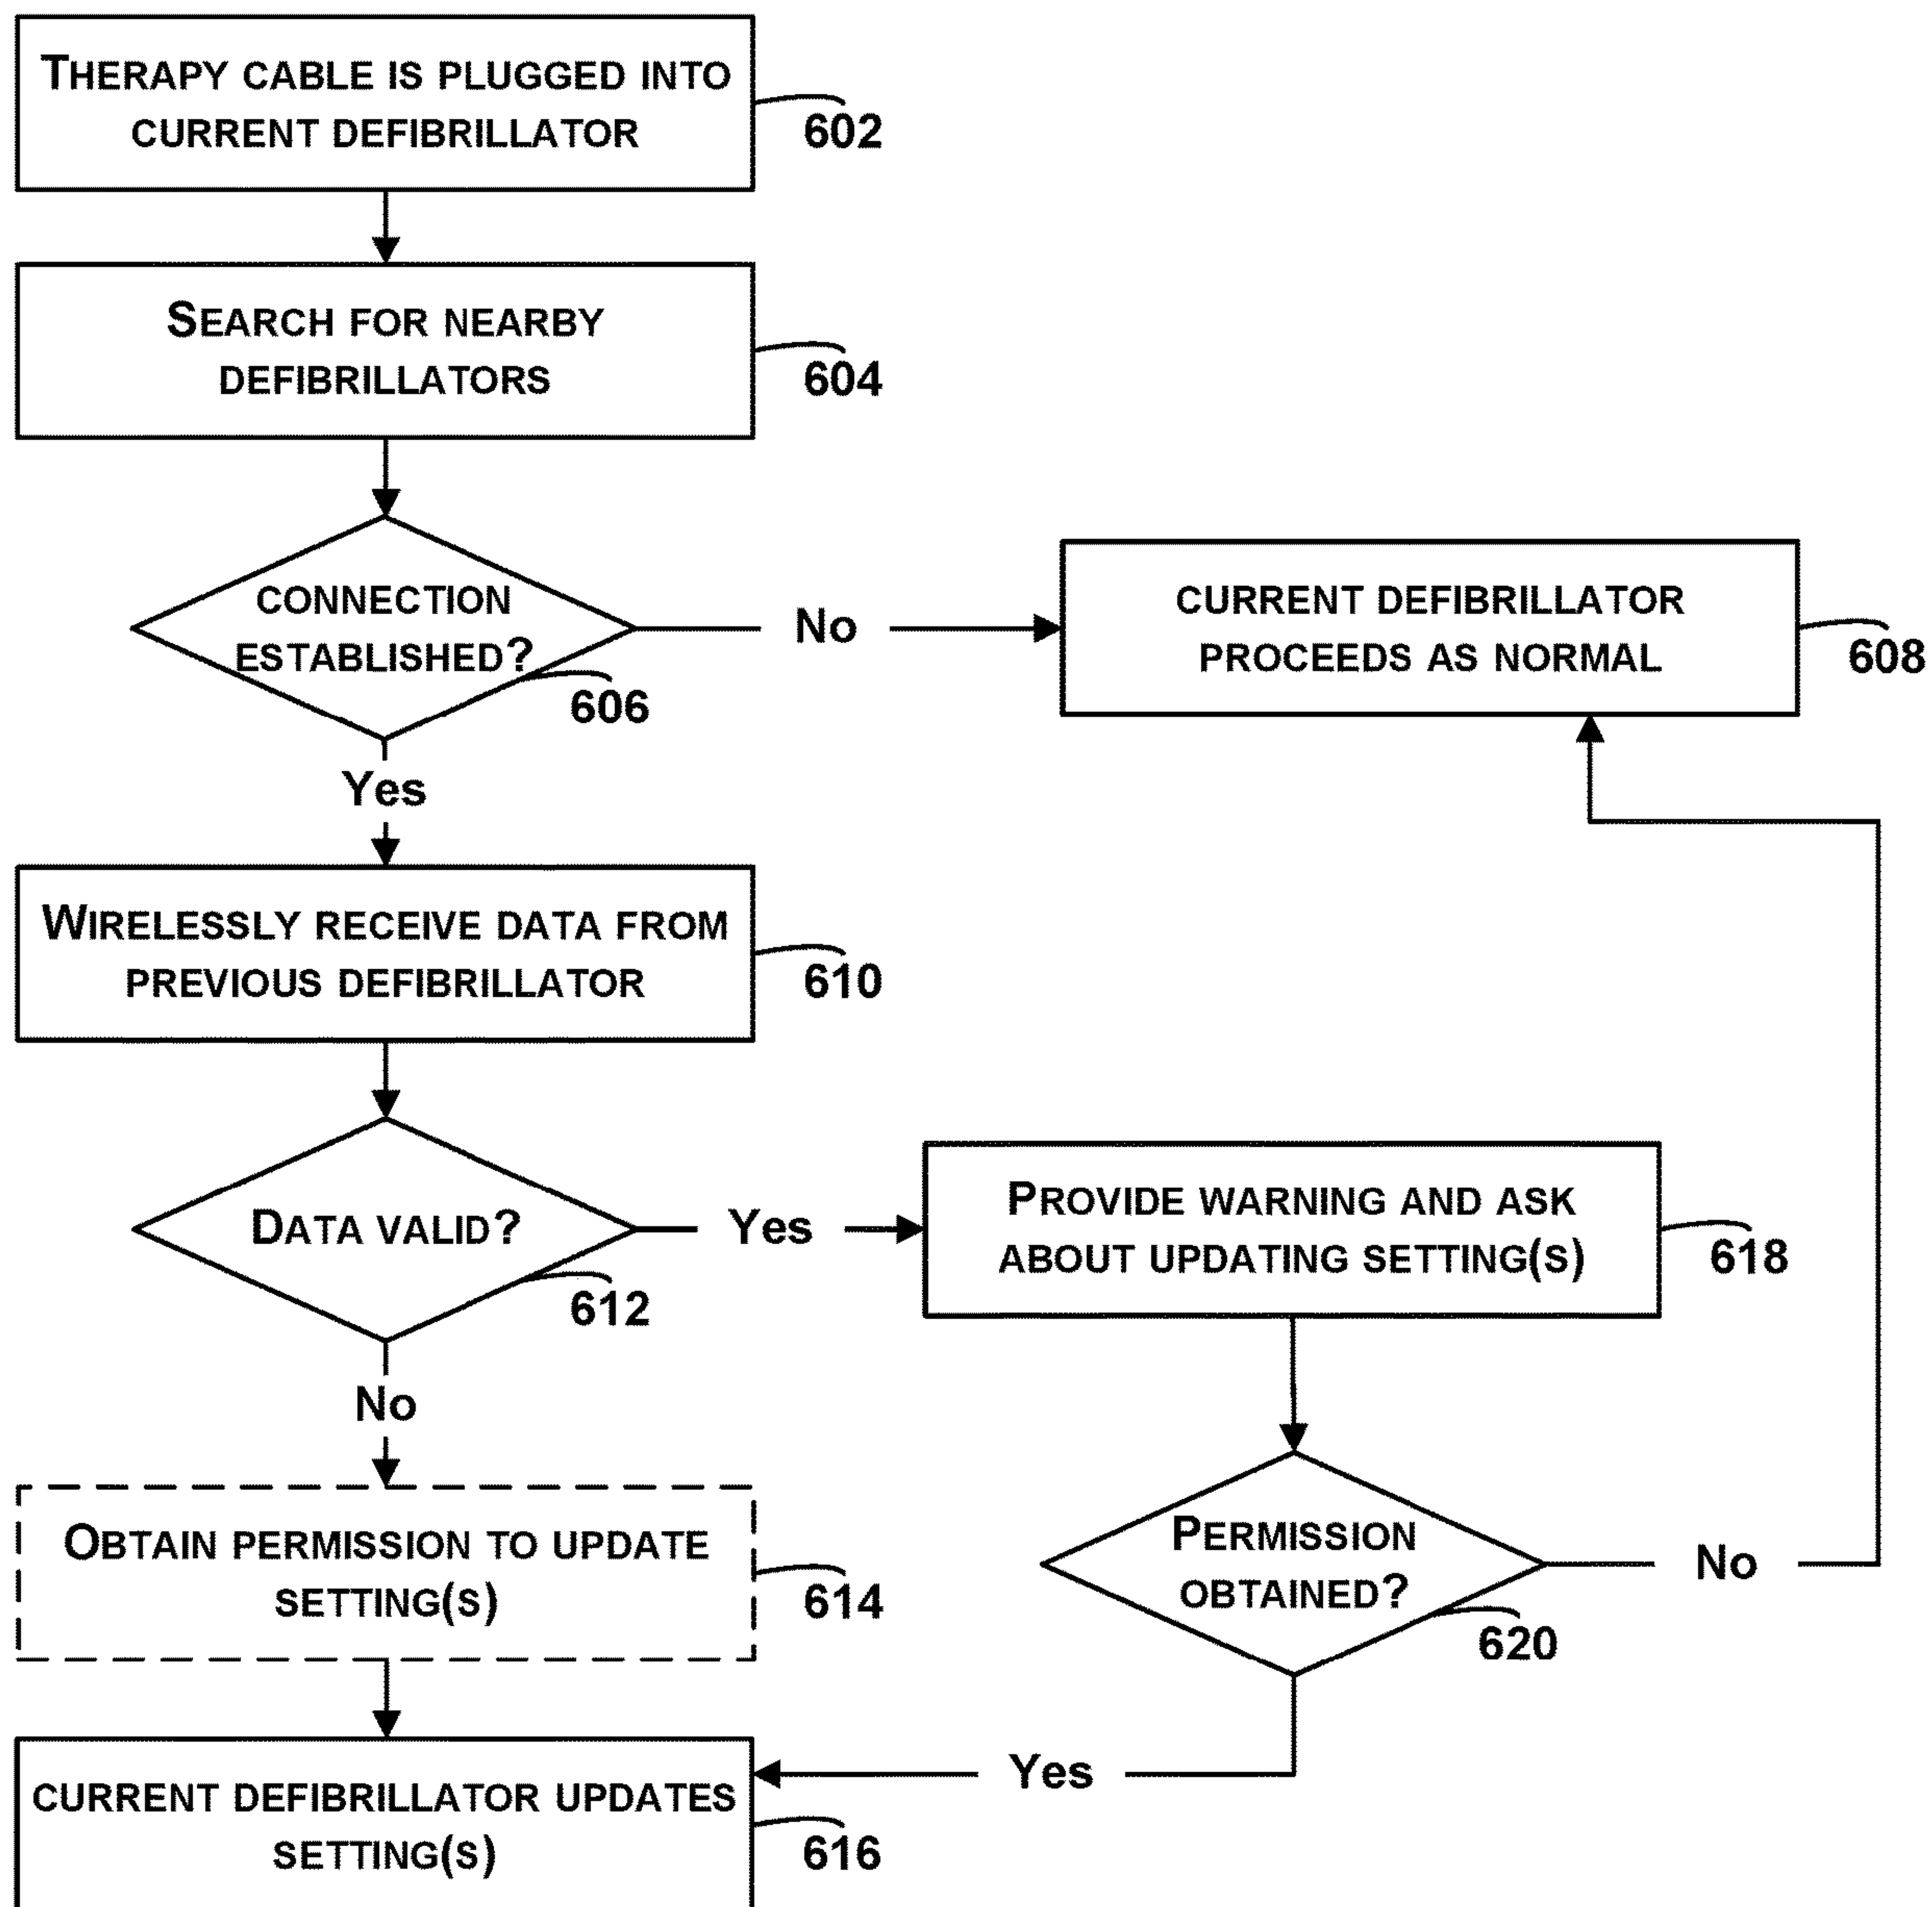 THERAPY CABLE IS PLUGGED INTO
CURRENT DEFIBRILLATOR
602
SEARCH FOR NEARBY
DEFIBRILLATORS
604
CONNECTION
ESTABLISHED?
606
No
CURRENT DEFIBRILLATOR
PROCEEDS AS NORMAL
608
Yes
WIRELESSLY RECEIVE DATA FROM
PREVIOUS DEFIBRILLATOR
610
DATA VALID?
612
Yes
PROVIDE WARNING AND ASK
ABOUT UPDATING SETTING(S)
618
No
OBTAIN PERMISSION TO UPDATE
SETTING(S)
614
PERMISSION
OBTAINED?
620
No
Yes
CURRENT DEFIBRILLATOR UPDATES
SETTING(S)
616